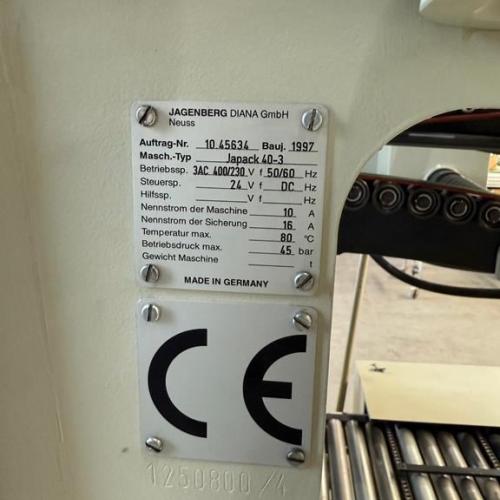 JAGENBERG DIANA GmbH
Neuss
Auftrag-Nr. 10.45634 Bauj. 1997
Masch.-Typ Japack 40-3
Betriebssp. 3AC 400/230 V f 50/60 Hz
Steuersp. 24 V f DC Hz
Hilfssp. V f Hz
Nennstrom der Maschine 10 A
Nennstrom der Sicherung 16 A
Temperatur max. 80 °C
Betriebsdruck max. 45 bar
Gewicht Maschine t
MADE IN GERMANY
CE
1250800/4